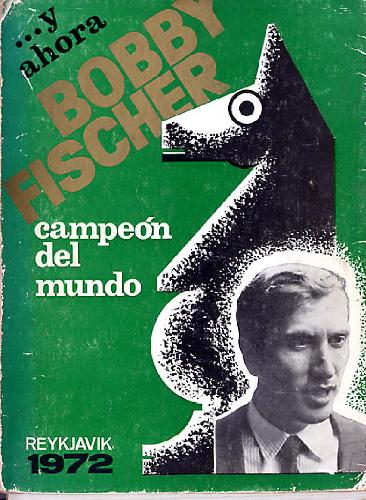 ...y
ahora
BOBBY
FISCHER
campeón
del
mundo
REYKJAVIK,
1972